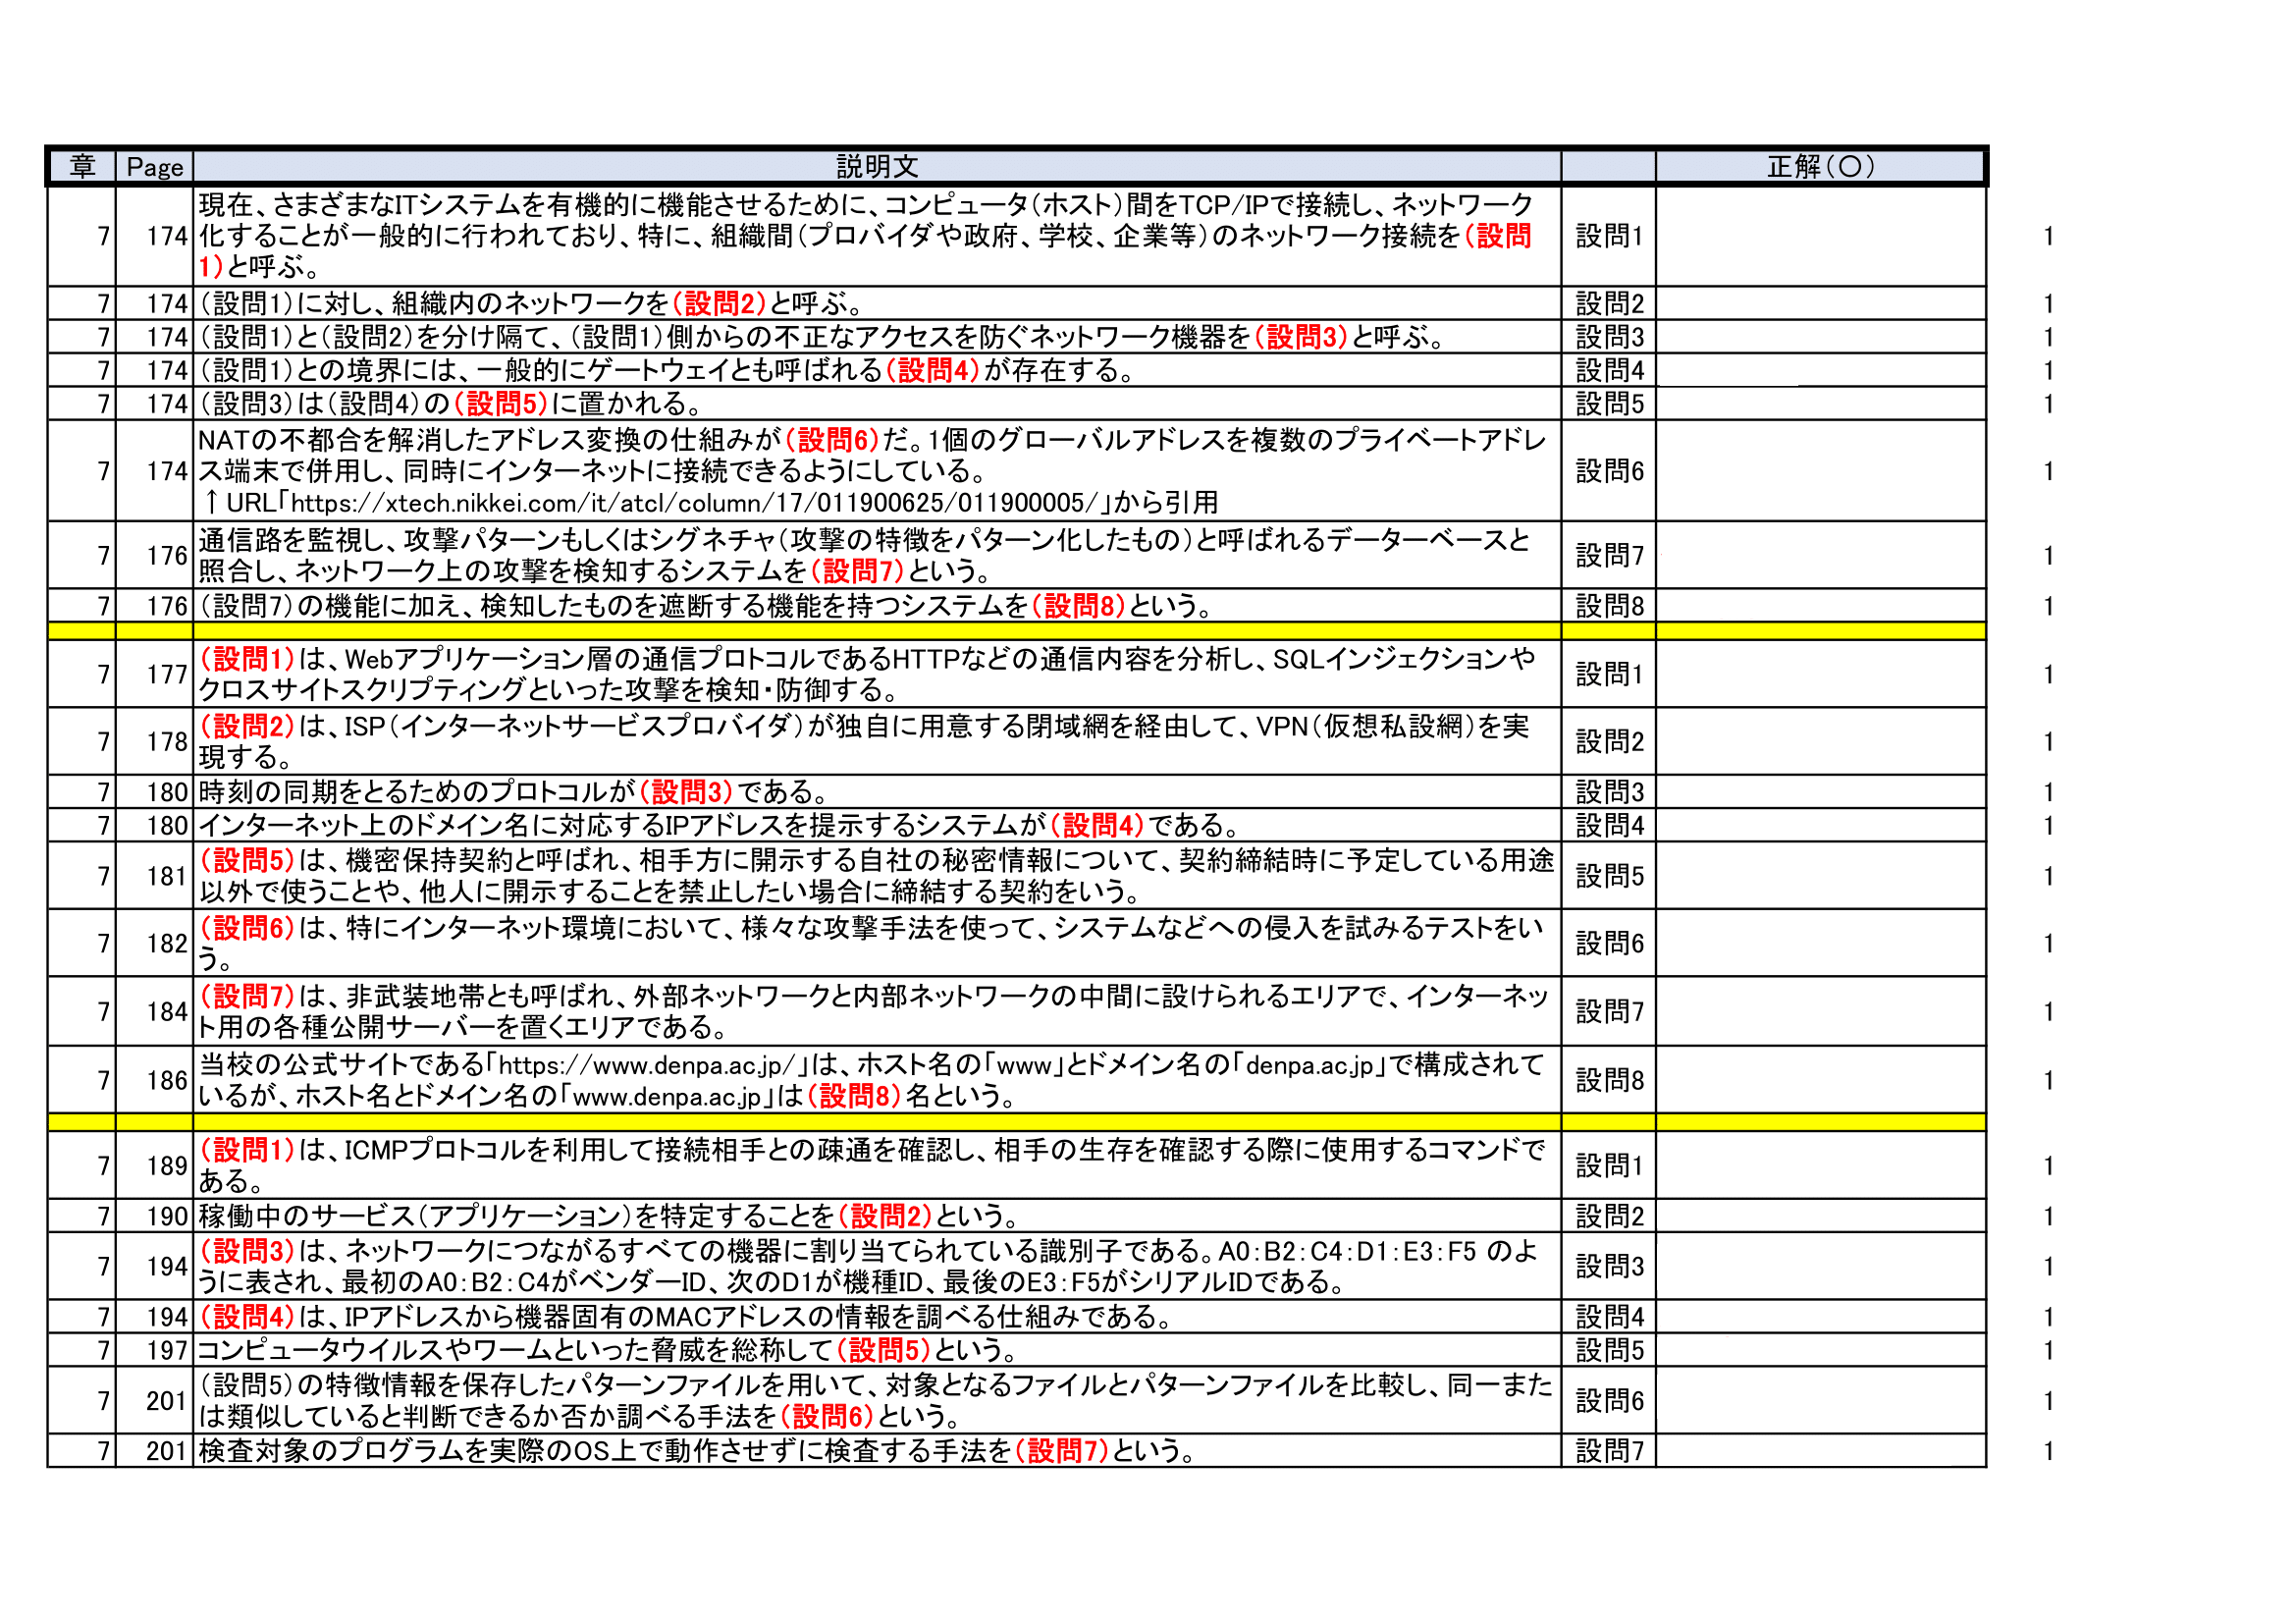 章 Page 説明文 正解(〇)
7 174 現在、さまざまなITシステムを有機的に機能させるために、コンピュータ(ホスト)間をTCP/IPで接続し、ネットワーク
化することが一般的に行われており、特に、組織間(プロバイダや政府、学校、企業等)のネットワーク接続を(設問
1)と呼ぶ。 設問1 1
7 174 (設問1)に対し、組織内のネットワークを(設問2)と呼ぶ。 設問2 1
7 174 (設問1)と(設問2)を分け隔て、(設問1)側からの不正なアクセスを防ぐネットワーク機器を(設問3)と呼ぶ。 設問3 1
7 174 (設問1)との境界には、一般的にゲートウェイとも呼ばれる(設問4)が存在する。 設問4 1
7 174 (設問3)は(設問4)の(設問5)に置かれる。 設問5 1
7 174 NATの不都合を解消したアドレス変換の仕組みが(設問6)だ。1個のグローバルアドレスを複数のプライベートアドレ
ス端末で併用し、同時にインターネットに接続できるようにしている。
↑URL「https://xtech.nikkei.com/it/atcl/column/17/011900625/011900005/」から引用 設問6 1
7 176 通信路を監視し、攻撃パターンもしくはシグネチャ(攻撃の特徴をパターン化したもの)と呼ばれるデーターベースと
照合し、ネットワーク上の攻撃を検知するシステムを(設問7)という。 設問7 1
7 176 (設問7)の機能に加え、検知したものを遮断する機能を持つシステムを(設問8)という。 設問8 1
7 177 (設問1)は、Webアプリケーション層の通信プロトコルであるHTTPなどの通信内容を分析し、SQLインジェクションや
クロスサイトスクリプティングといった攻撃を検知・防御する。 設問1 1
7 178 (設問2)は、ISP(インターネットサービスプロバイダ)が独自に用意する閉域網を経由して、VPN(仮想私設網)を実
現する。 設問2 1
7 180 時刻の同期をとるためのプロトコルが(設問3)である。 設問3 1
7 180 インターネット上のドメイン名に対応するIPアドレスを提示するシステムが(設問4)である。 設問4 1
7 181 (設問5)は、機密保持契約と呼ばれ、相手方に開示する自社の秘密情報について、契約締結時に予定している用途
以外で使うことや、他人に開示することを禁止したい場合に締結する契約をいう。 設問5 1
7 182 (設問6)は、特にインターネット環境において、様々な攻撃手法を使って、システムなどへの侵入を試みるテストをい
う。 設問6 1
7 184 (設問7)は、非武装地帯とも呼ばれ、外部ネットワークと内部ネットワークの中間に設けられるエリアで、インターネッ
ト用の各種公開サーバーを置くエリアである。 設問7 1
7 186 当校の公式サイトである「https://www.denpa.ac.jp/」は、ホスト名の「www」とドメイン名の「denpa.ac.jp」で構成されて
いるが、ホスト名とドメイン名の「www.denpa.ac.jp」は(設問8)名という。 設問8 1
7 189 (設問1)は、ICMPプロトコルを利用して接続相手との疎通を確認し、相手の生存を確認する際に使用するコマンドで
ある。 設問1 1
7 190 稼働中のサービス(アプリケーション)を特定することを(設問2)という。 設問2 1
7 194 (設問3)は、ネットワークにつながるすべての機器に割り当てられている識別子である。A0:B2:C4:D1:E3:F5 のよ
うに表され、最初のA0:B2:C4がベンダーID、次のD1が機種ID、最後のE3:F5がシリアルIDである。 設問3 1
7 194 (設問4)は、IPアドレスから機器固有のMACアドレスの情報を調べる仕組みである。 設問4 1
7 197 コンピュータウイルスやワームといった脅威を総称して(設問5)という。 設問5 1
7 201 (設問5)の特徴情報を保存したパターンファイルを用いて、対象となるファイルとパターンファイルを比較し、同一また
は類似していると判断できるか否か調べる手法を(設問6)という。 設問6 1
7 201 検査対象のプログラムを実際のOS上で動作させずに検査する手法を(設問7)という。 設問7 1